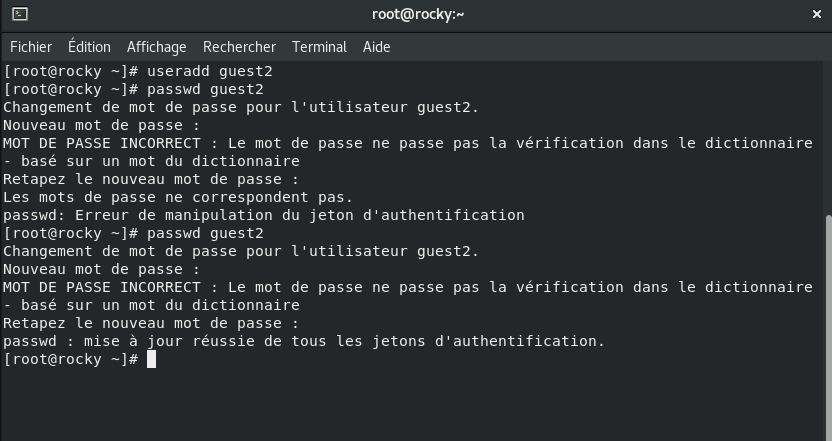 root@rocky:~
Fichier Édition Affichage Rechercher Terminal Aide
[root@rocky ~]# useradd guest2
[root@rocky ~]# passwd guest2
Changement de mot de passe pour l'utilisateur guest2.
Nouveau mot de passe :
MOT DE PASSE INCORRECT : Le mot de passe ne passe pas la vérification dans le dictionnaire
- basé sur un mot du dictionnaire
Retapez le nouveau mot de passe :
Les mots de passe ne correspondent pas.
passwd: Erreur de manipulation du jeton d'authentification
[root@rocky ~]# passwd guest2
Changement de mot de passe pour l'utilisateur guest2.
Nouveau mot de passe :
MOT DE PASSE INCORRECT : Le mot de passe ne passe pas la vérification dans le dictionnaire
- basé sur un mot du dictionnaire
Retapez le nouveau mot de passe :
passwd : mise à jour réussie de tous les jetons d'authentification.
[root@rocky ~]#